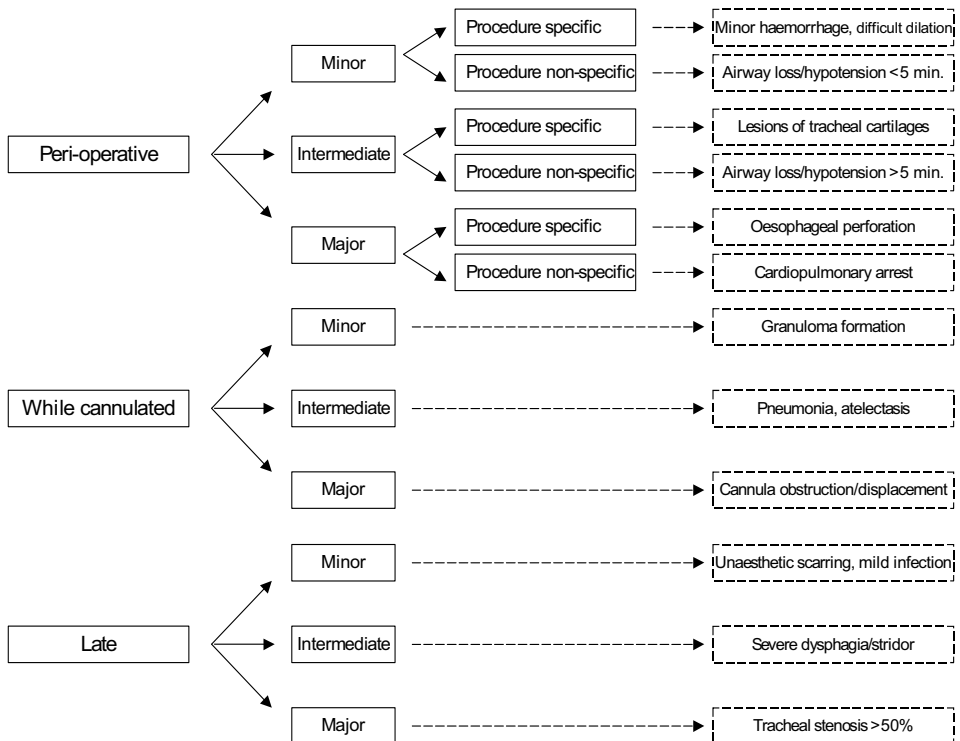 Procedure specific
Minor haemorrhage, difficult dilation
Minor
Procedure non-specific
Airway loss/hypotension <5 min.
Procedure specific
Lesions of tracheal cartilages
Peri-operative
Intermediate
Procedure non-specific
Airway loss/hypotension >5 min.
Procedure specific
Oesophageal perforation
Major
Procedure non-specific
Cardiopulmonary arrest
Minor
Granuloma formation
While cannulated
Intermediate
Pneumonia, atelectasis
Major
Cannula obstruction/displacement
Minor
Unaesthetic scarring, mild infection
Late
Intermediate
Severe dysphagia/stridor
Major
Tracheal stenosis >50%